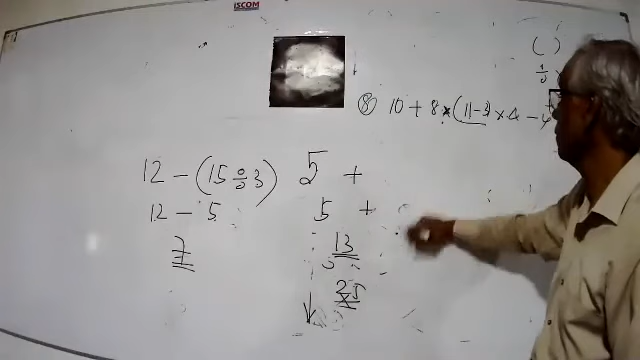 ISCOM
( )
⑧ 10 + 8 × (11-3) × 4 - 4
12 - (15 ÷ 3)
12 - 5
7
5 +
5 +
13
25